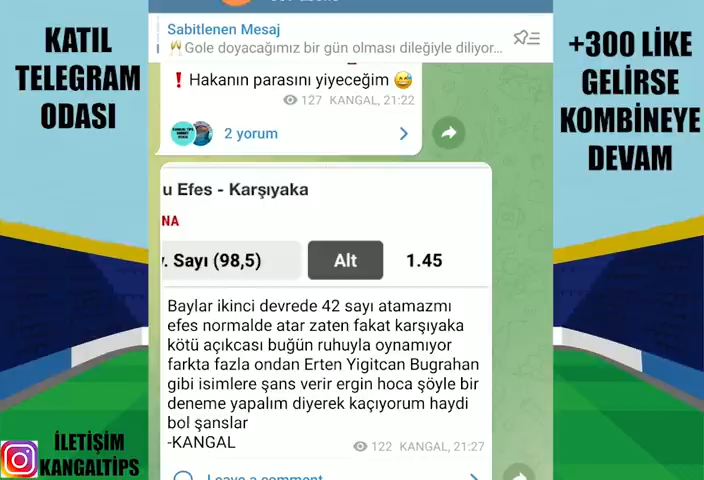 KATIL
TELEGRAM
ODASI
+300 LİKE
GELİRSE
KOMBİNEYE
DEVAM
Sabitlenen Mesaj
Gole doyacağımız bir gün olması dileğiyle diliyor...
❗ Hakanın parasını yiyeceğim 😅
127 KANGAL, 21:22
2 yorum
u Efes - Karşıyaka
NA
. Sayı (98,5) Alt 1.45
Baylar ikinci devrede 42 sayı atamazmı
efes normalde atar zaten fakat karşıyaka
kötü açıkcası buğün ruhuyla oynamıyor
farkta fazla ondan Erten Yigitcan Bugrahan
gibi isimlere şans verir ergin hoca şöyle bir
deneme yapalım diyerek kaçıyorum haydi
bol şanslar
-KANGAL
122 KANGAL, 21:27
Leave a comment
İLETİŞİM
KANGALTİPS